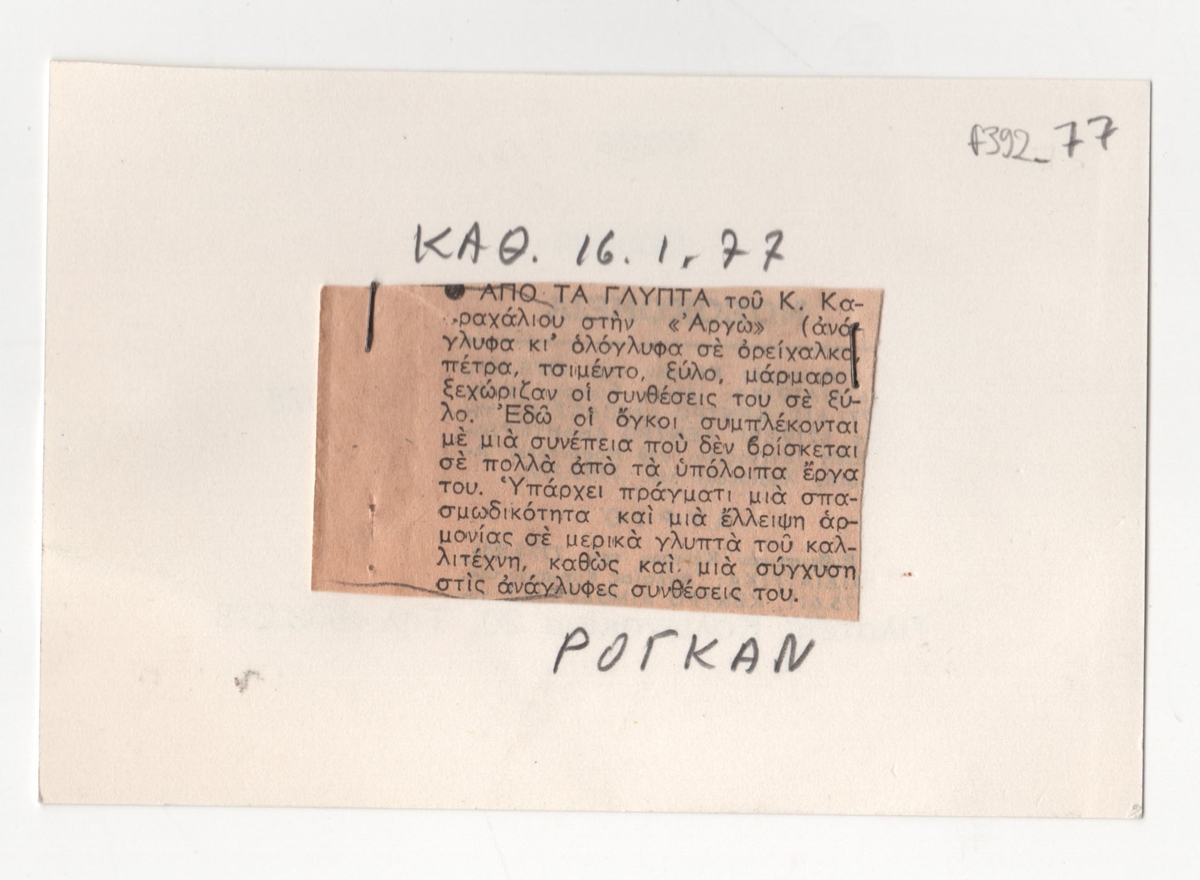 f392_77
ΚΑΘ. 16.1.77
● ΑΠΟ ΤΑ ΓΛΥΠΤΑ τοῦ Κ. Κα-
ραχάλιου στὴν «Ἀργὼ» (ἀνά-
γλυφα κι' ὁλόγλυφα σὲ ὀρείχαλκο,
πέτρα, τσιμέντο, ξύλο, μάρμαρο
ξεχώριζαν οἱ συνθέσεις του σὲ ξύ-
λο. Ἐδῶ οἱ ὄγκοι συμπλέκονται
μὲ μιὰ συνέπεια ποὺ δὲν βρίσκεται
σὲ πολλὰ ἀπὸ τὰ ὑπόλοιπα ἔργα
του. Ὑπάρχει πράγματι μιὰ σπα-
σμωδικότητα καὶ μιὰ ἔλλειψη ἁρ-
μονίας σὲ μερικὰ γλυπτὰ τοῦ καλ-
λιτέχνη, καθὼς καὶ μιὰ σύγχυση
στὶς ἀνάγλυφες συνθέσεις του.
ΡΟΓΚΑΝ